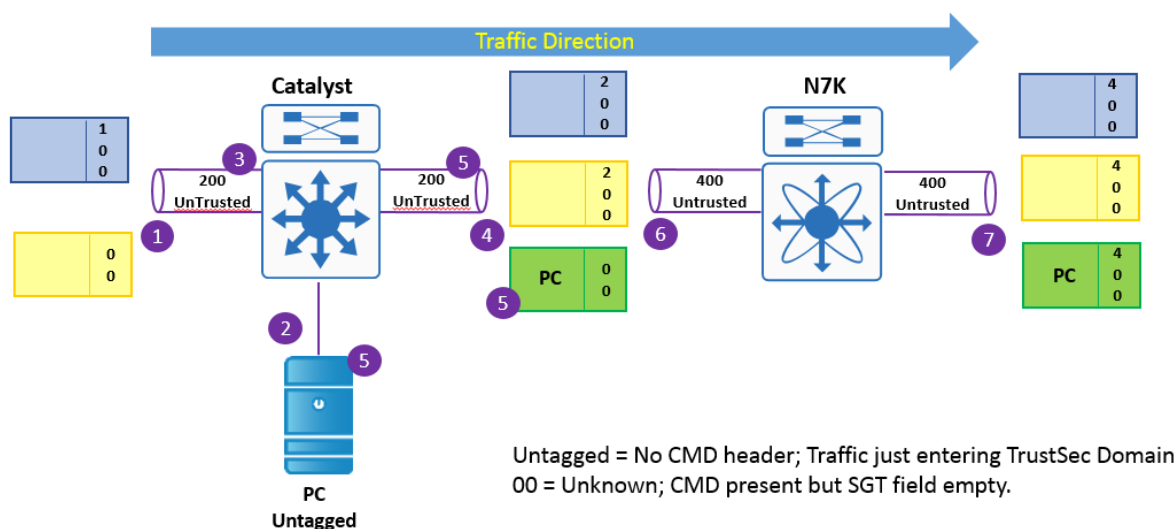 Traffic Direction
Catalyst
N7K
1
0
0
0
0
1
200
UnTrusted
3
200
UnTrusted
5
4
2
0
0
2
0
0
PC
0
0
5
400
Untrusted
6
400
Untrusted
7
4
0
0
4
0
0
PC
4
0
0
2
5
PC
Untagged
Untagged = No CMD header; Traffic just entering TrustSec Domain
00 = Unknown; CMD present but SGT field empty.